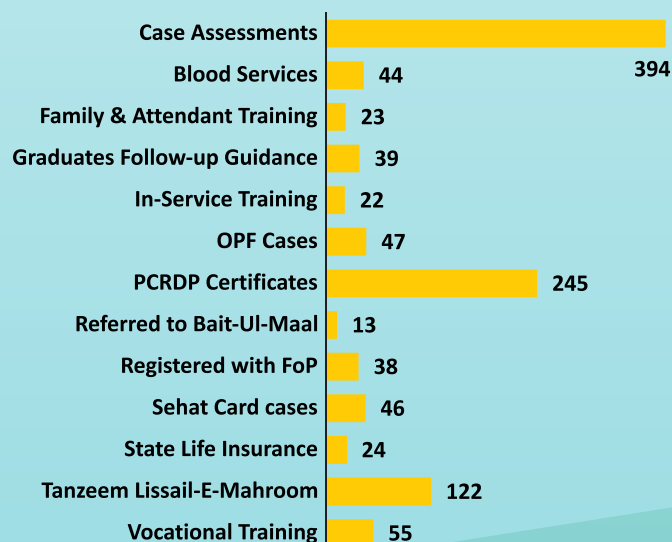 Case Assessments
394
Blood Services 44
Family & Attendant Training 23
Graduates Follow-up Guidance 39
In-Service Training 22
OPF Cases 47
PCRDP Certificates 245
Referred to Bait-Ul-Maal 13
Registered with FoP 38
Sehat Card cases 46
State Life Insurance 24
Tanzeem Lissail-E-Mahroom 122
Vocational Training 55